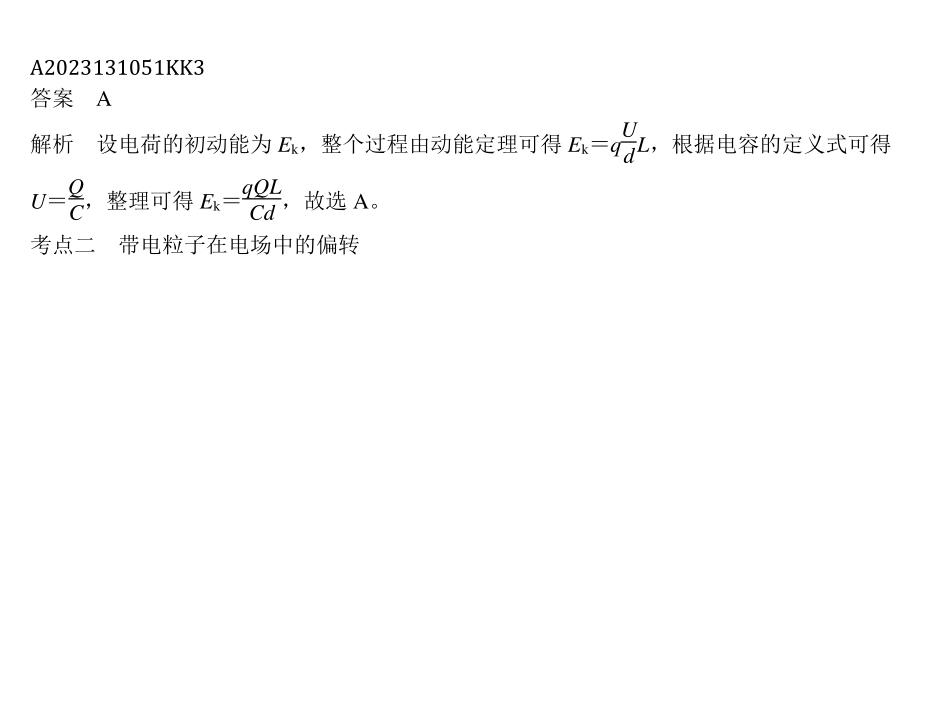 A2023131051KK3
答案　A
解析　设电荷的初动能为 Eₖ，整个过程由动能定理可得 Eₖ＝q\frac{U}{d}L，根据电容的定义式可得
U＝\frac{Q}{C}，整理可得 Eₖ＝\frac{qQL}{Cd}，故选 A。
考点二　带电粒子在电场中的偏转